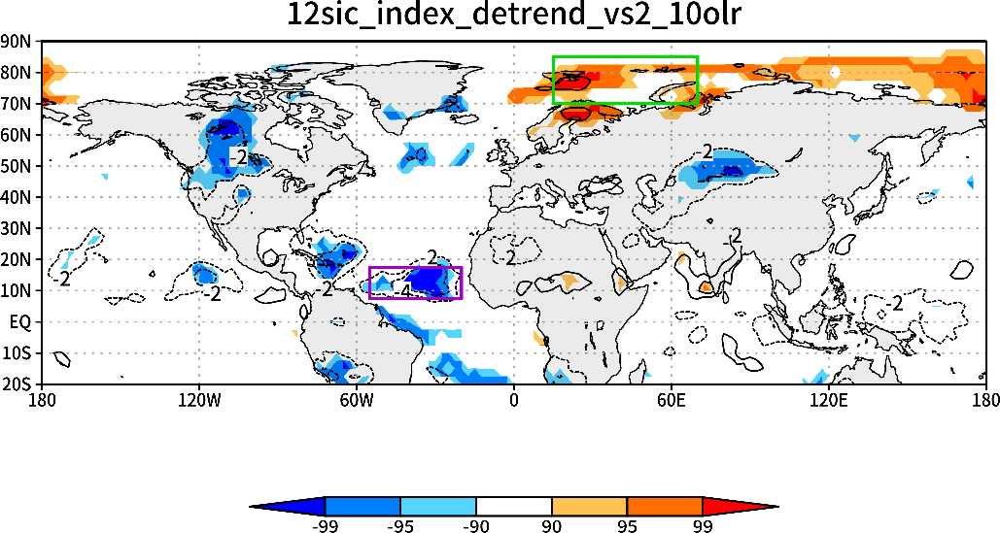 12sic_index_detrend_vs2_10olr
90N
80N
70N
60N
50N
40N
30N
20N
10N
EQ
10S
20S
-2
-2
-2
-2
-2
2
4
-2
2
-2
180 120W 60W 0 60E 120E 180
-99 -95 -90 90 95 99